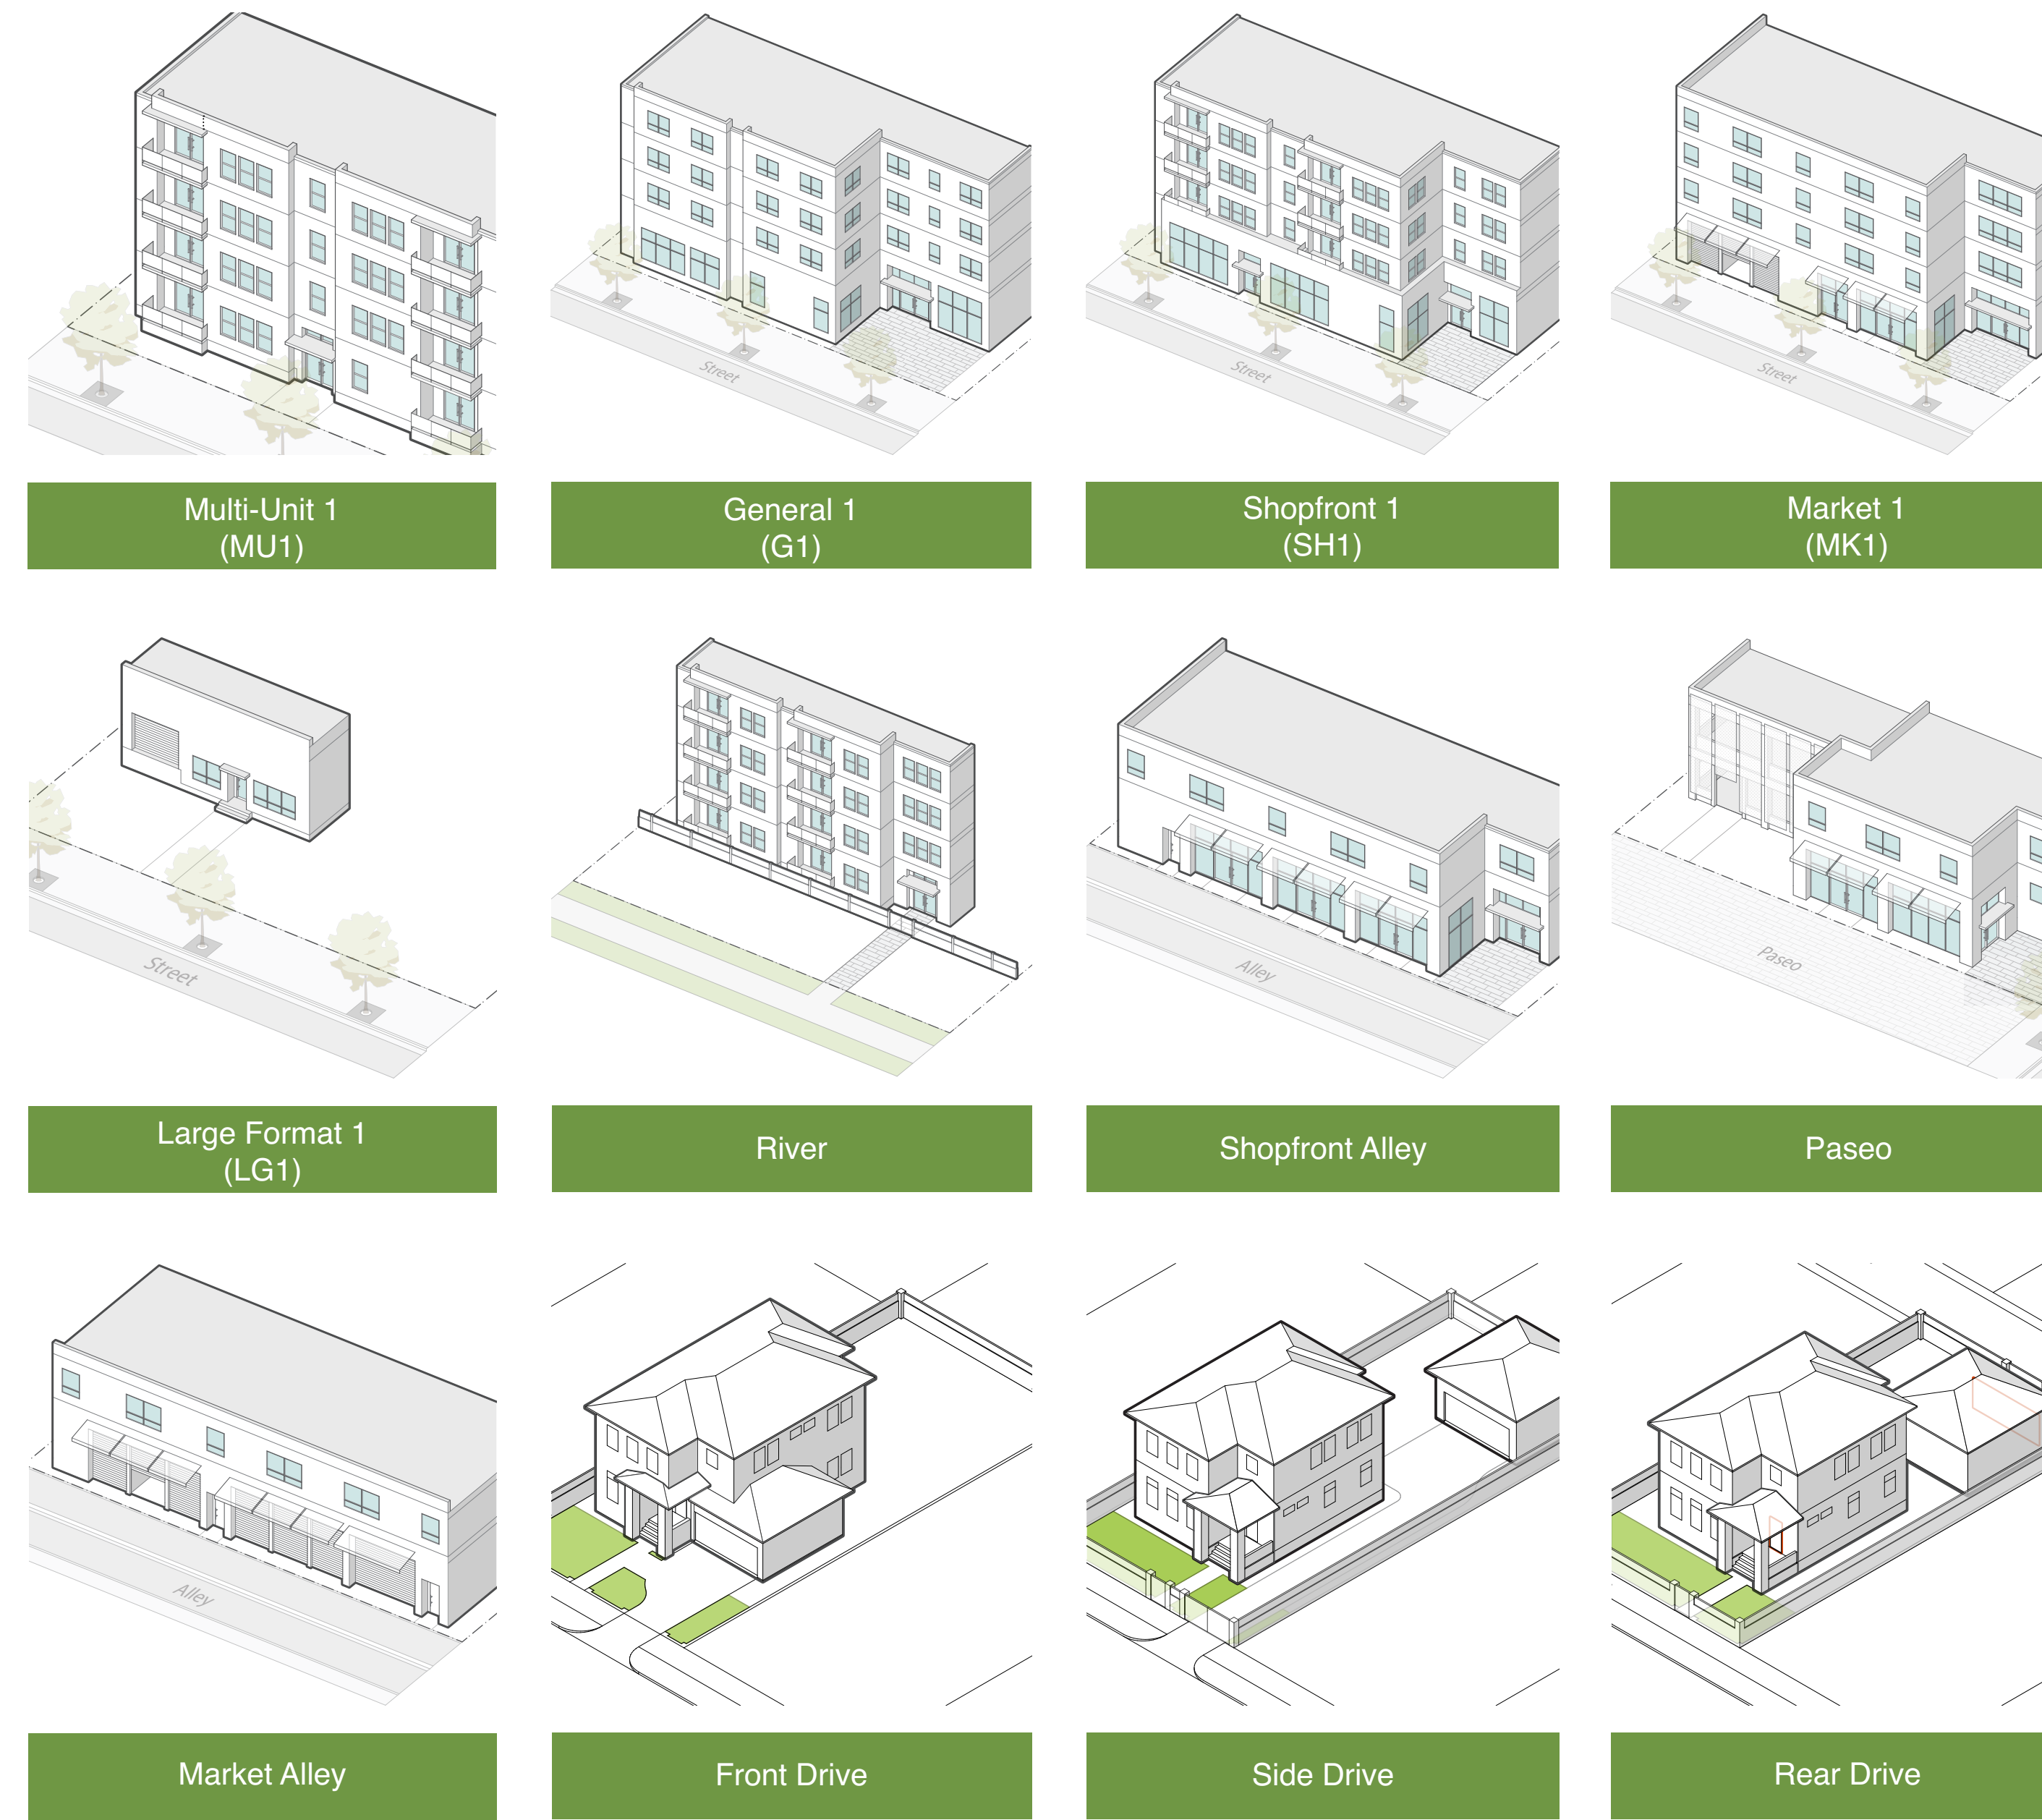 Street
Street
Street
Multi-Unit 1
(MU1)
General 1
(G1)
Shopfront 1
(SH1)
Market 1
(MK1)
Street
Alley
Paseo
Large Format 1
(LG1)
River
Shopfront Alley
Paseo
Alley
Market Alley
Front Drive
Side Drive
Rear Drive